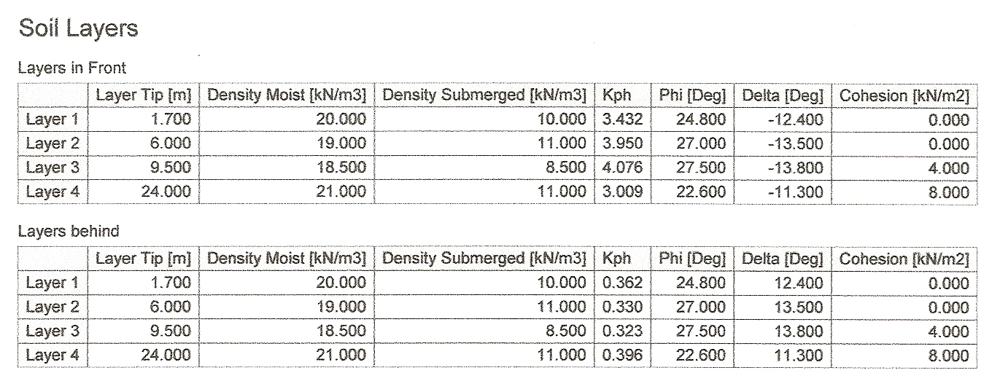 Soil Layers
Layers in Front
Layer Tip [m] Density Moist [kN/m3] Density Submerged [kN/m3] Kph Phi [Deg] Delta [Deg] Cohesion [kN/m2]
Layer 1 1.700 20.000 10.000 3.432 24.800 -12.400 0.000
Layer 2 6.000 19.000 11.000 3.950 27.000 -13.500 0.000
Layer 3 9.500 18.500 8.500 4.076 27.500 -13.800 4.000
Layer 4 24.000 21.000 11.000 3.009 22.600 -11.300 8.000
Layers behind
Layer Tip [m] Density Moist [kN/m3] Density Submerged [kN/m3] Kph Phi [Deg] Delta [Deg] Cohesion [kN/m2]
Layer 1 1.700 20.000 10.000 0.362 24.800 12.400 0.000
Layer 2 6.000 19.000 11.000 0.330 27.000 13.500 0.000
Layer 3 9.500 18.500 8.500 0.323 27.500 13.800 4.000
Layer 4 24.000 21.000 11.000 0.396 22.600 11.300 8.000